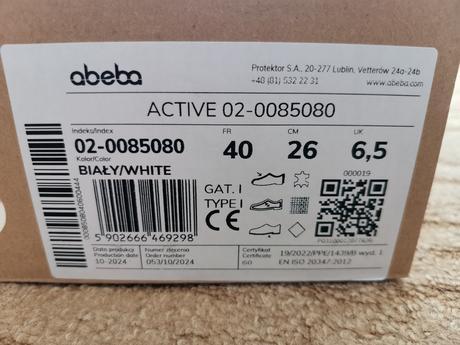 abeba
Protektor S.A., 20-277 Lublin, Vetterów 24a-24b
+48 (81) 532 22 31
www.abeba.com
ACTIVE 02-0085080
Indeks/Index
02-0085080
Kolor/Color
BIAŁY/WHITE
FR CM UK
40 26 6,5
GAT. I
TYPE I
CE
000019
5 902666 469298
Data produkcji
Production date
10-2024
Numer zlecenia
Order number
053/10/2024
Certyfikat
Certificate
60
19/2022/PPE/1439/B wyd. 1
EN ISO 20347:2012